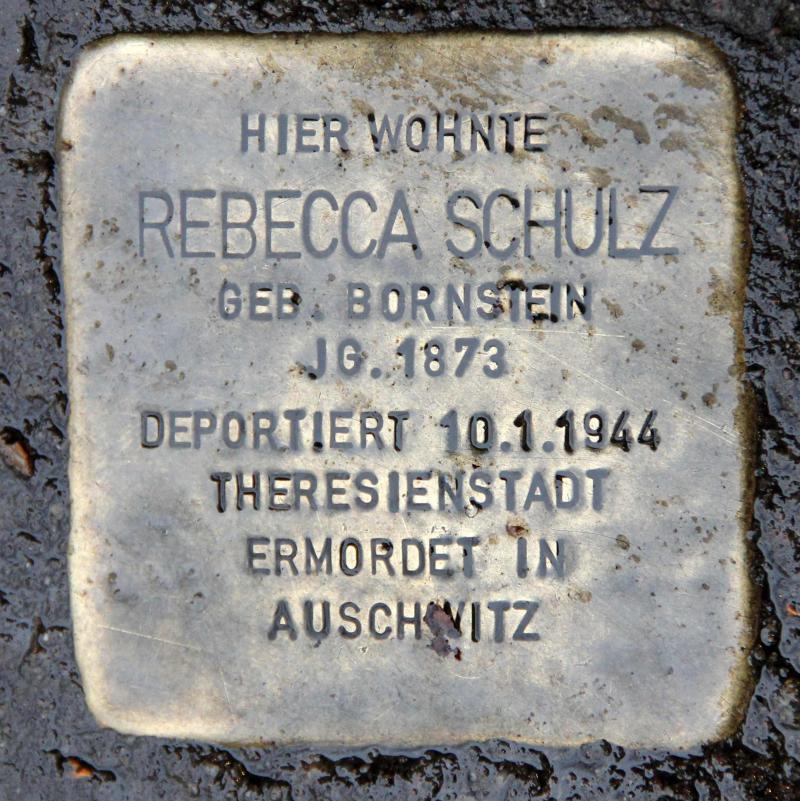 HIER WOHNTE
REBECCA SCHULZ
GEB. BORNSTEIN
JG. 1873
DEPORTIERT 10.1.1944
THERESIENSTADT
ERMORDET IN
AUSCHWITZ